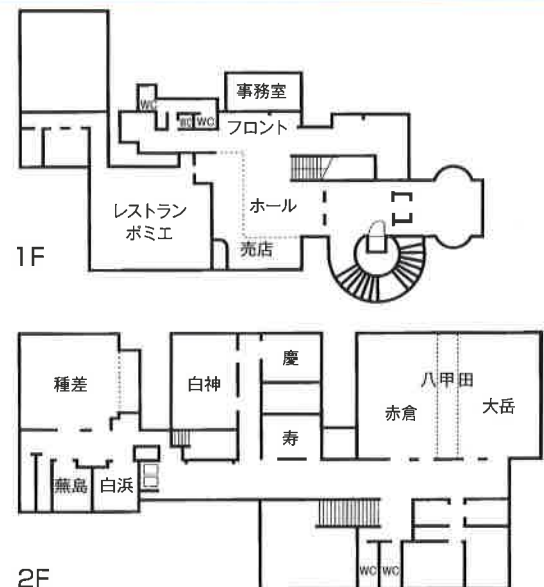 事務室
WC
WC
WC
フロント
レストラン
ポミエ
ホール
売店
1F
種差
白神
慶
八甲田
赤倉
大岳
寿
蕪島
白浜
WC
WC
2F